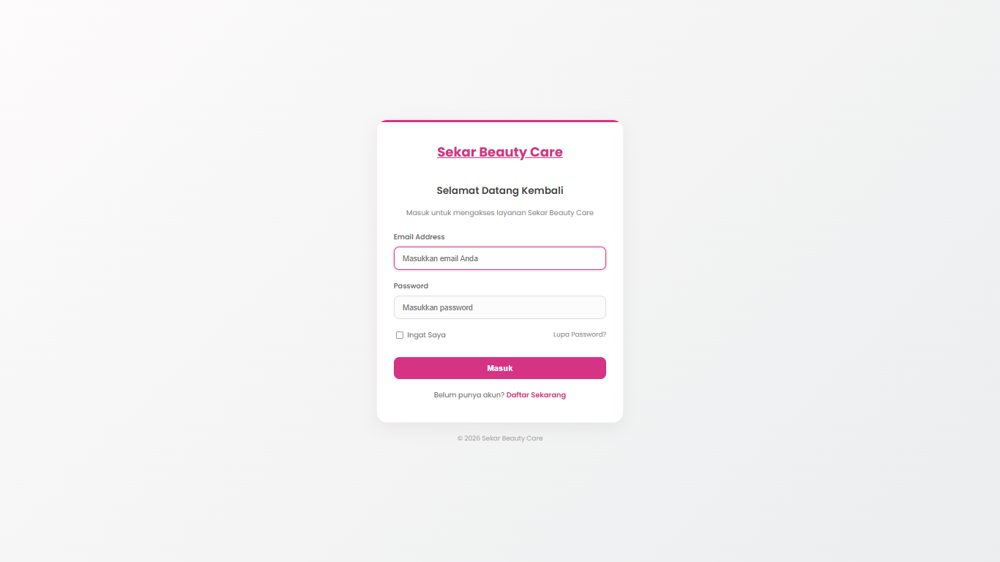 Sekar Beauty Care
Selamat Datang Kembali
Masuk untuk mengakses layanan Sekar Beauty Care
Email Address
Masukkan email Anda
Password
Masukkan password
Ingat Saya
Lupa Password?
Masuk
Belum punya akun? Daftar Sekarang
© 2026 Sekar Beauty Care